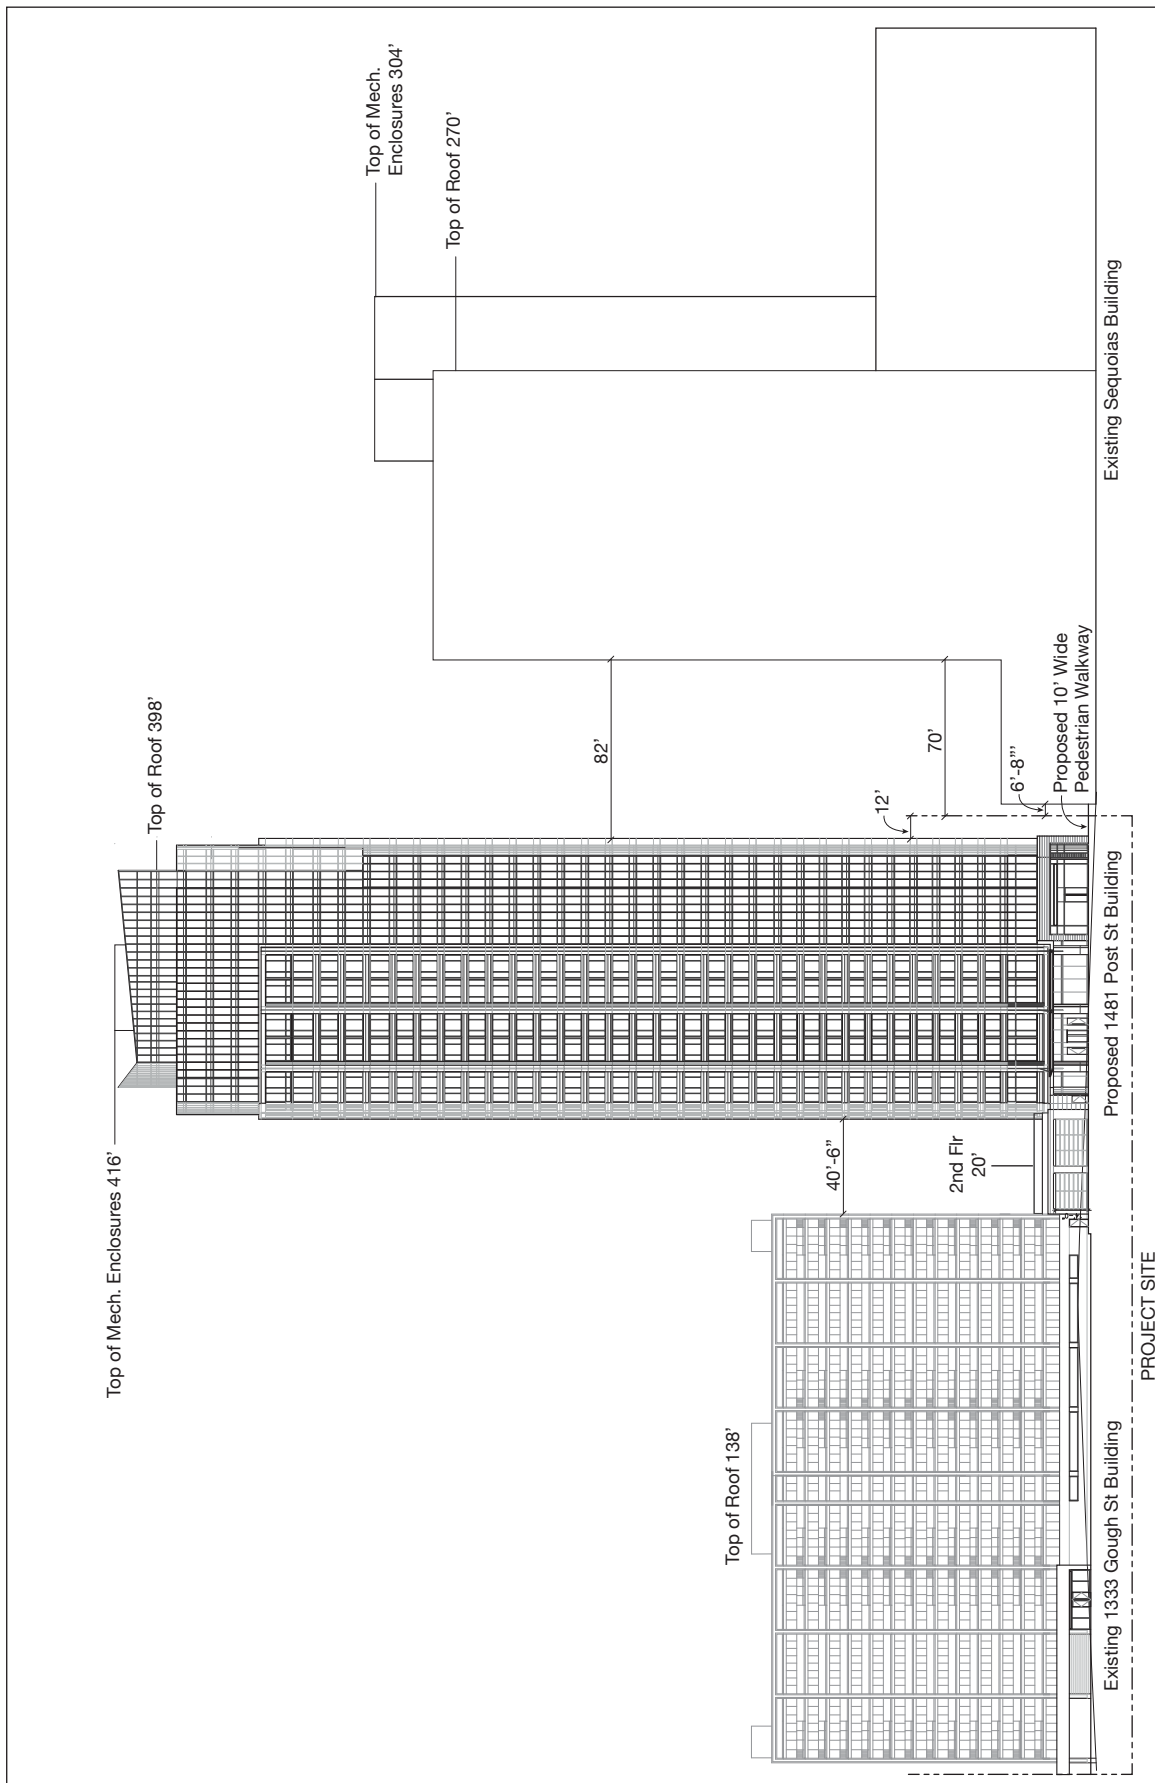 Top of Mech. Enclosures 416’
Top of Roof 398’
Top of Mech.
Enclosures 304’
Top of Roof 270’
Top of Roof 138’
40’-6”
82’
2nd Flr
20’
12’
70’
6’-8”’
Proposed 10’ Wide
Pedestrian Walkway
Existing 1333 Gough St Building
Proposed 1481 Post St Building
Existing Sequoias Building
PROJECT SITE